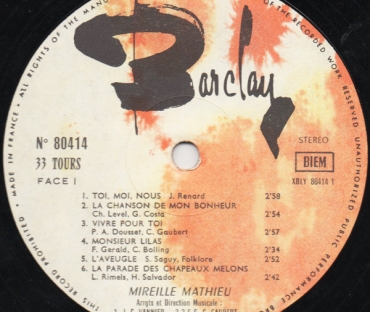 • MADE IN FRANCE • ALL RIGHTS OF THE
OF THE RECORDED WORK RESERVED UNAUTHORIZED PUBLIC PERFORMANCE
OF THIS RECORD PROHIBITED
Barclay
N° 80414
33 TOURS
FACE I
STEREO
BIEM
XBLY 80414 1
1. TOI, MOI, NOUS J. Renard 2'58
2. LA CHANSON DE MON BONHEUR
Ch. Level, G. Costa 2'54
3. VIVRE POUR TOI
P. A. Dousset, C. Gaubert 2'57
4. MONSIEUR LILAS
F. Gerald, C. Bolling 2'34
5. L'AVEUGLE S. Saguy, Folklore 2'52
6. LA PARADE DES CHAPEAUX MELONS
L. Rimels, H. Salvador 2'42
MIREILLE MATHIEU
Arrgts et Direction Musicale :